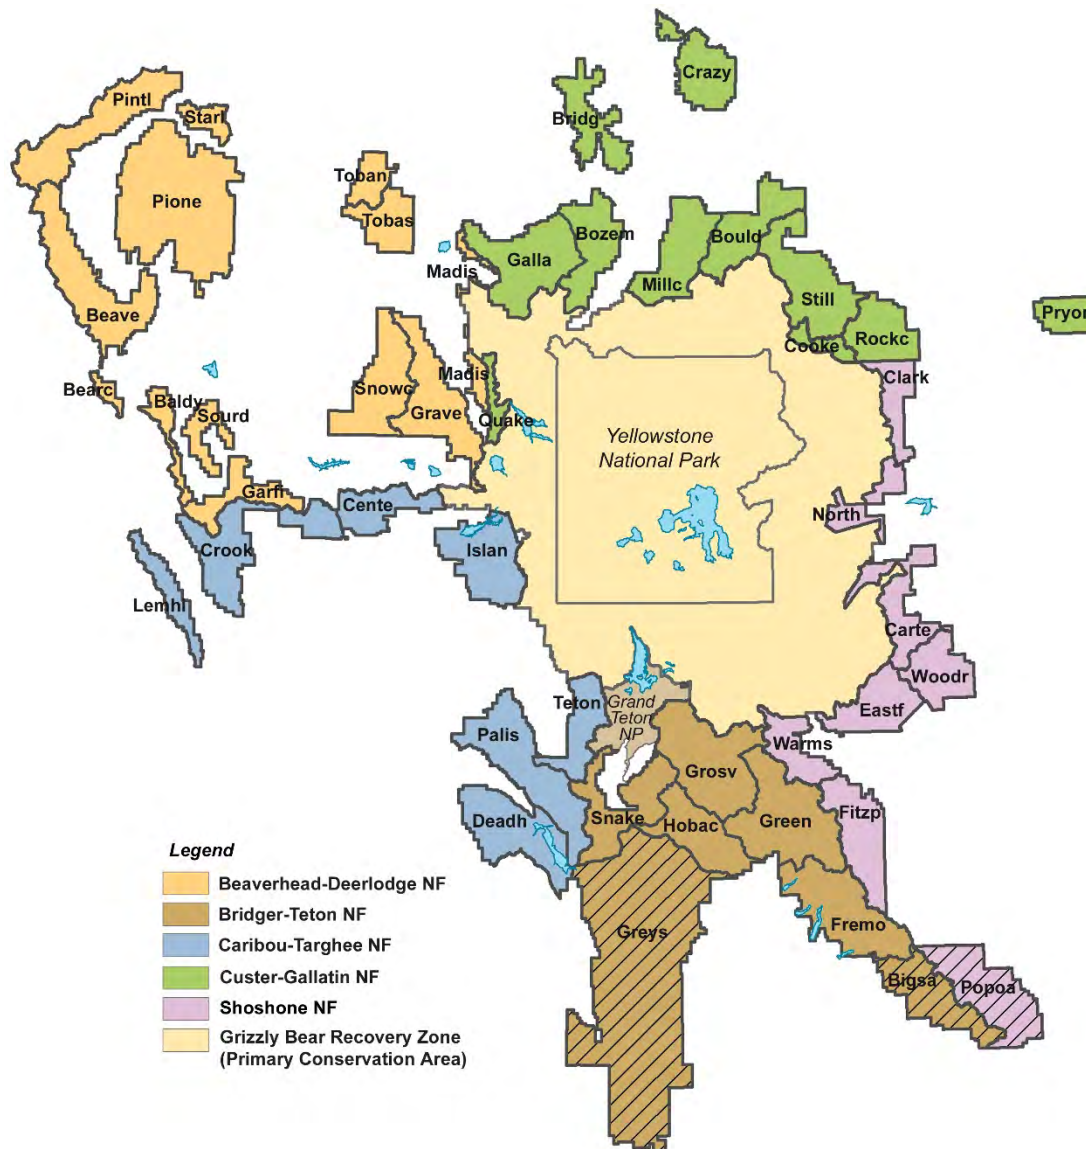 Crazy
Pintl
Starl
Bridg
Toban
Pione
Tobas
Bozem
Bould
Galla
Madis
Millc
Still
Beave
Pryor
Rockc
Cooke
Clark
Bearc
Baldy
Snowc
Madis
Sourd
Grave
Quake
Yellowstone
National Park
Garfi
Cente
North
Crook
Islan
Lemhi
Carte
Woodr
Teton
Grand
Teton
NP
Eastf
Palis
Warms
Grosv
Deadh
Snake
Hobac
Green
Fitzp
Legend
Beaverhead-Deerlodge NF
Bridger-Teton NF
Caribou-Targhee NF
Custer-Gallatin NF
Shoshone NF
Grizzly Bear Recovery Zone
(Primary Conservation Area)
Greys
Fremo
Bigsa
Popoa